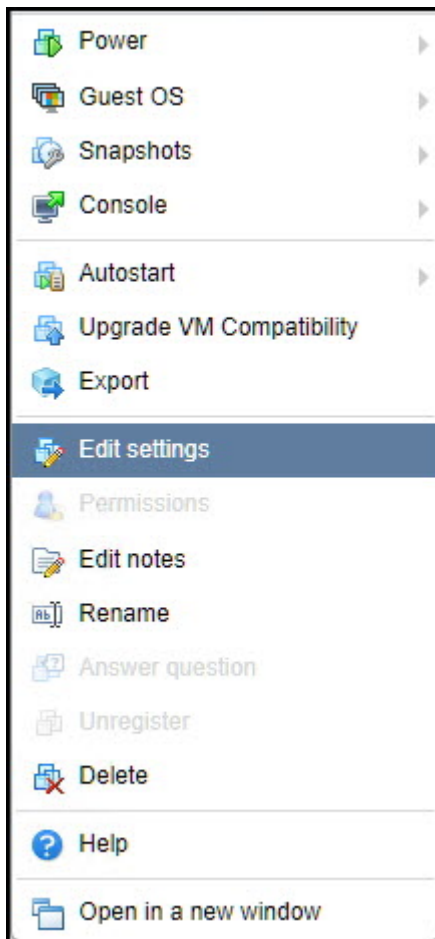 Power
Guest OS
Snapshots
Console
Autostart
Upgrade VM Compatibility
Export
Edit settings
Permissions
Edit notes
Rename
Answer question
Unregister
Delete
Help
Open in a new window